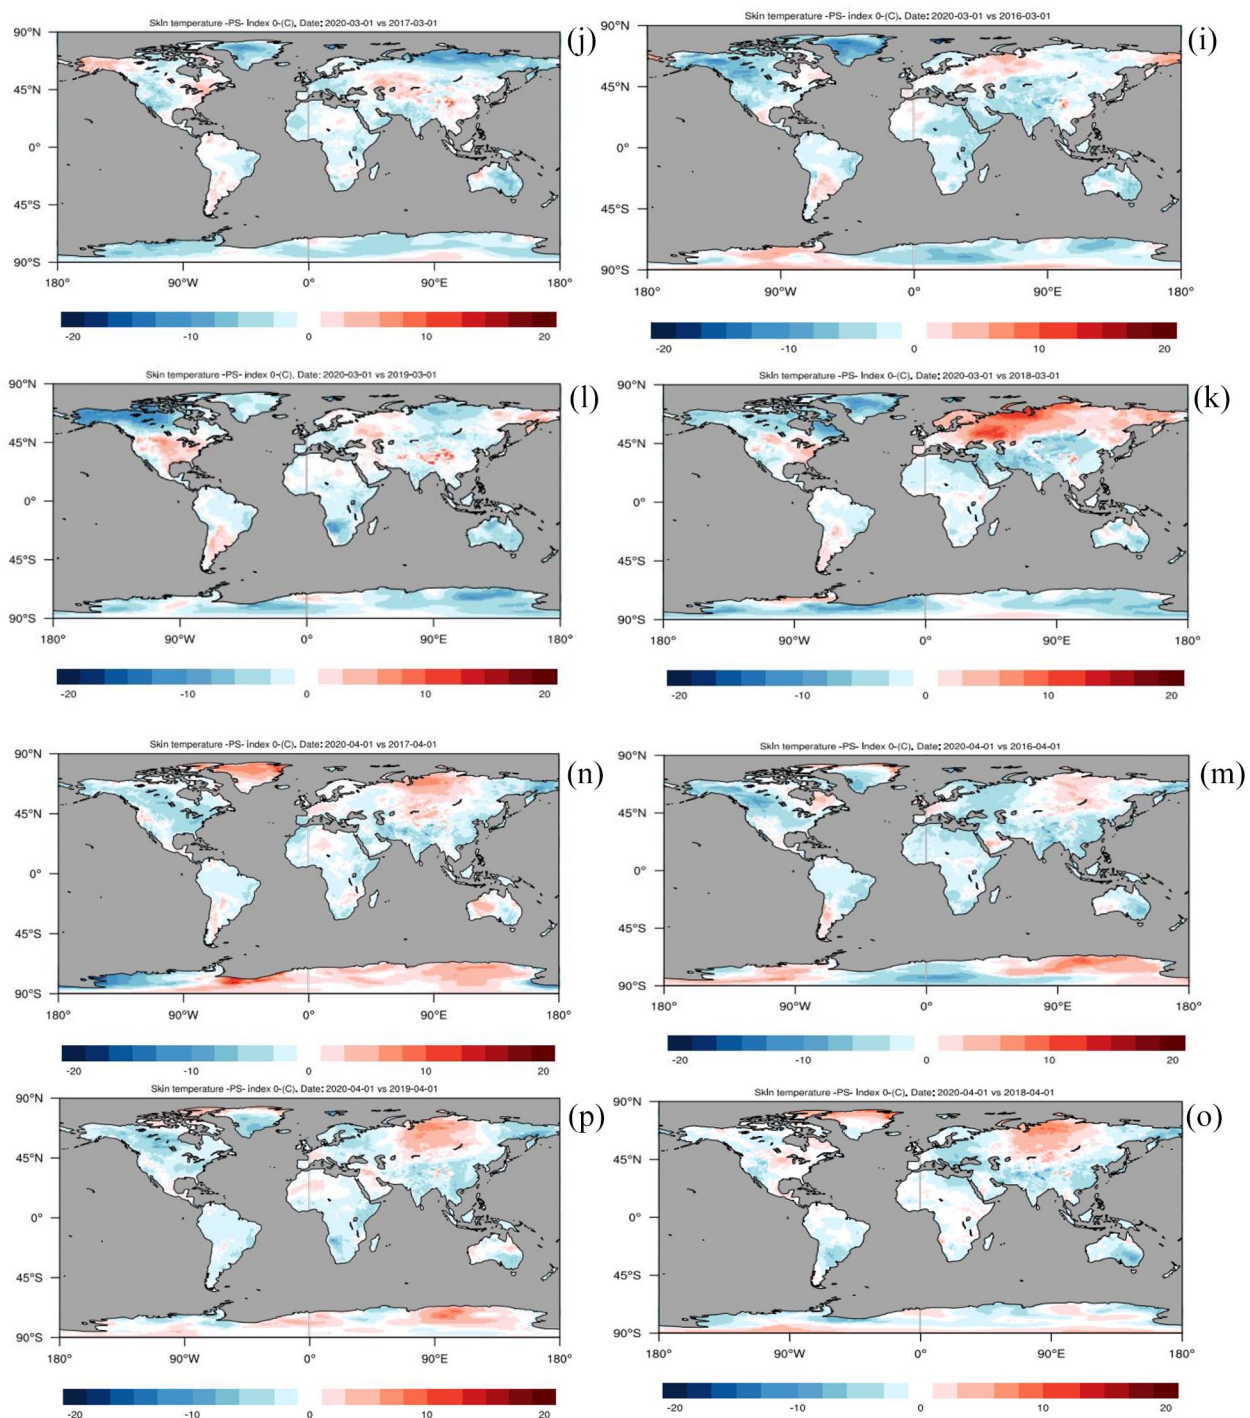 Skin temperature -PS- Index 0-(C). Date: 2020-03-01 vs 2017-03-01
(j)
90°N
45°N
0°
45°S
90°S
180° 90°W 0° 90°E 180°
-20 -10 0 10 20
Skin temperature -PS- index 0-(C). Date: 2020-03-01 vs 2016-03-01
(i)
90°N
45°N
0°
45°S
90°S
180° 90°W 0° 90°E 180°
-20 -10 0 10 20
Skin temperature -PS- index 0-(C). Date: 2020-03-01 vs 2019-03-01
(l)
90°N
45°N
0°
45°S
90°S
180° 90°W 0° 90°E 180°
-20 -10 0 10 20
Skin temperature -PS- Index 0-(C). Date: 2020-03-01 vs 2018-03-01
(k)
90°N
45°N
0°
45°S
90°S
180° 90°W 0° 90°E 180°
-20 -10 0 10 20
Skin temperature -PS- index 0-(C). Date: 2020-04-01 vs 2017-04-01
(n)
90°N
45°N
0°
45°S
90°S
180° 90°W 0° 90°E 180°
-20 -10 0 10 20
Skin temperature -PS- Index 0-(C). Date: 2020-04-01 vs 2016-04-01
(m)
90°N
45°N
0°
45°S
90°S
180° 90°W 0° 90°E 180°
-20 -10 0 10 20
Skin temperature -PS- index 0-(C). Date: 2020-04-01 vs 2019-04-01
(p)
90°N
45°N
0°
45°S
90°S
180° 90°W 0° 90°E 180°
-20 -10 0 10 20
Skin temperature -PS- Index 0-(C). Date: 2020-04-01 vs 2018-04-01
(o)
90°N
45°N
0°
45°S
90°S
180° 90°W 0° 90°E 180°
-20 -10 0 10 20